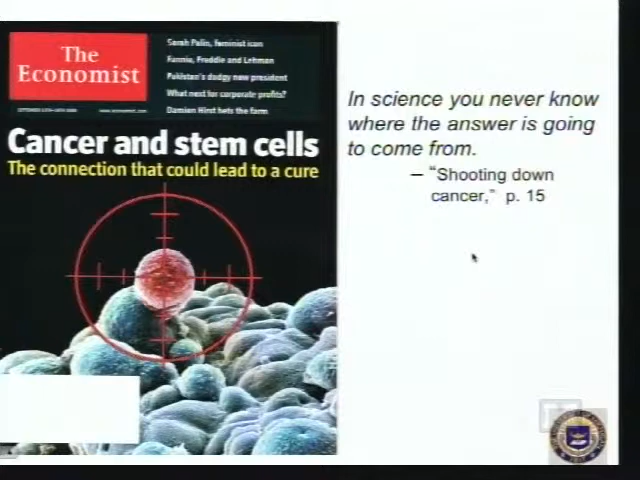 The
Economist
Sarah Palin, feminist icon
Fannie, Freddie and Lehman
Pakistan's dodgy new president
What next for corporate profits?
Damien Hirst bets the farm
Cancer and stem cells
The connection that could lead to a cure
In science you never know
where the answer is going
to come from.
– "Shooting down
cancer," p. 15